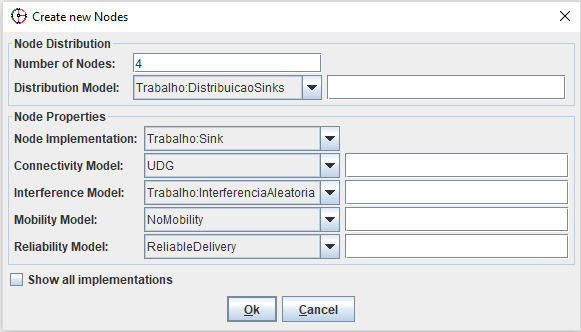 Create new Nodes
Node Distribution
Number of Nodes: 4
Distribution Model: Trabalho:DistribuicaoSinks
Node Properties
Node Implementation: Trabalho:Sink
Connectivity Model: UDG
Interference Model: Trabalho:InterferenciaAleatoria
Mobility Model: NoMobility
Reliability Model: ReliableDelivery
Show all implementations
Ok Cancel